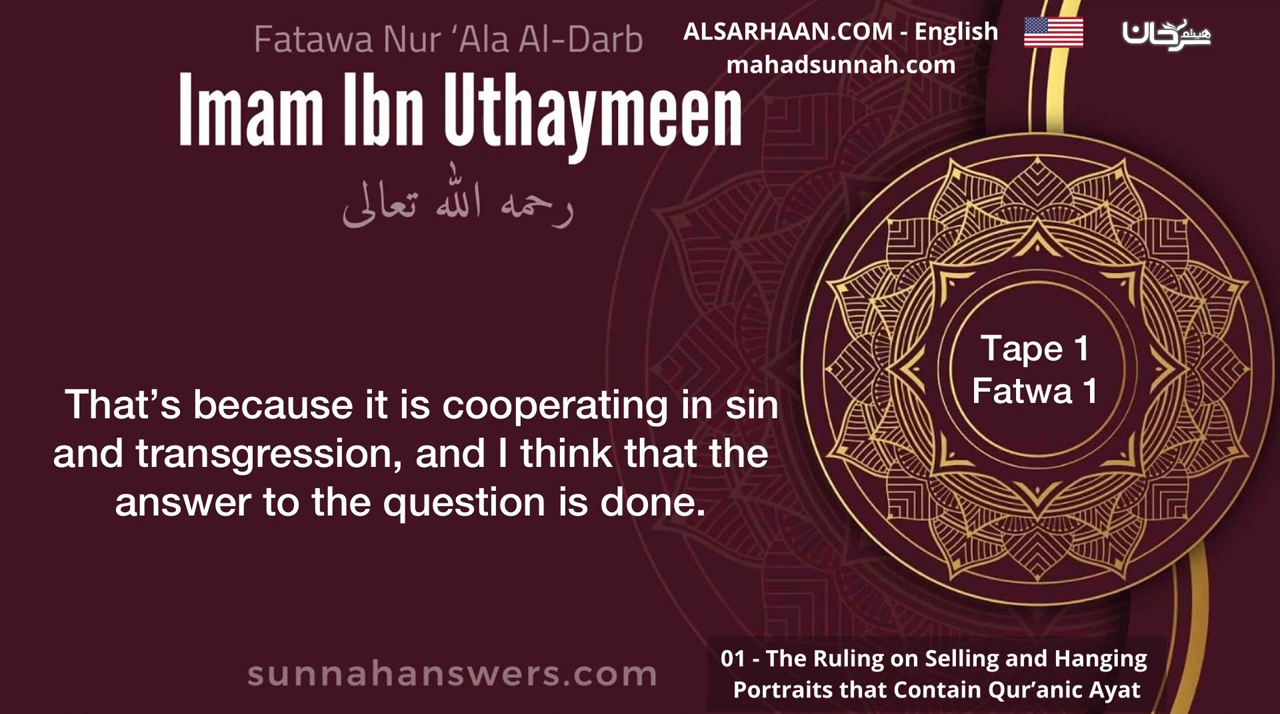 Fatawa Nur ‘Ala Al-Darb
ALSARHAAN.COM - English
mahadsunnah.com
هيثم سرحان
Imam Ibn Uthaymeen
رحمه الله تعالى
Tape 1
Fatwa 1
That’s because it is cooperating in sin
and transgression, and I think that the
answer to the question is done.
sunnahanswers.com
01 - The Ruling on Selling and Hanging
Portraits that Contain Qur’anic Ayat